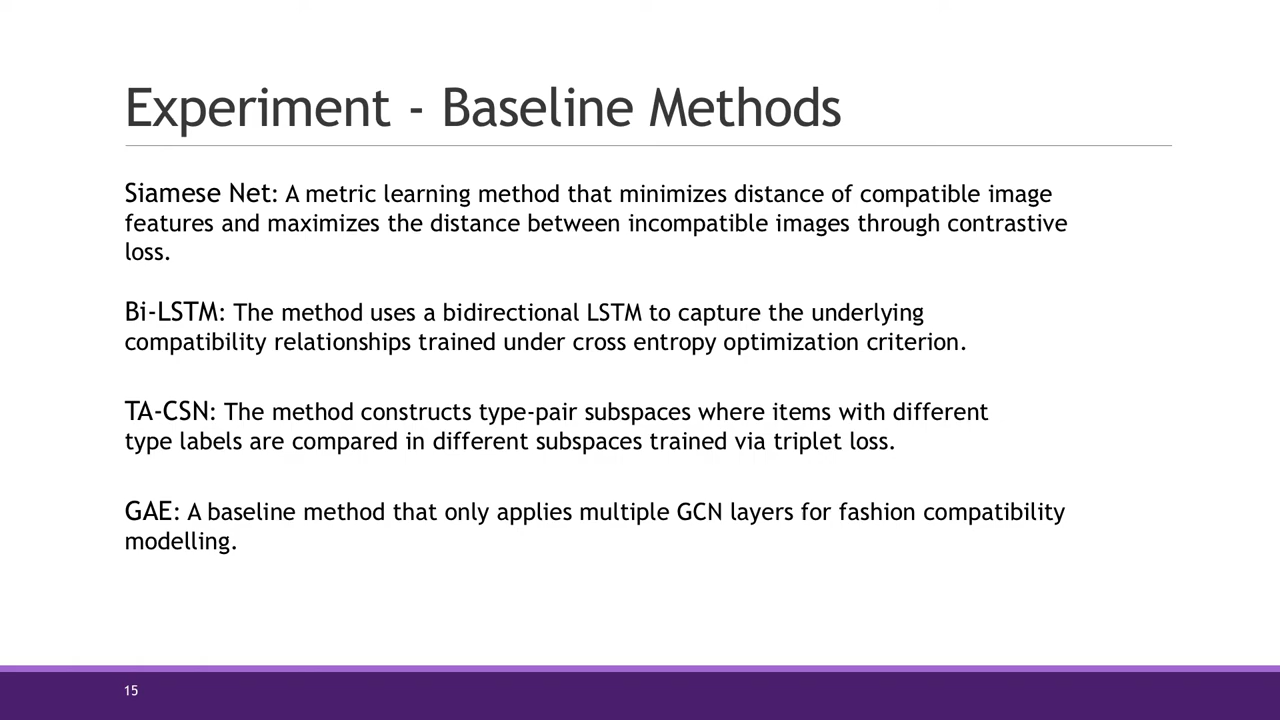 Experiment - Baseline Methods
Siamese Net: A metric learning method that minimizes distance of compatible image
features and maximizes the distance between incompatible images through contrastive
loss.
Bi-LSTM: The method uses a bidirectional LSTM to capture the underlying
compatibility relationships trained under cross entropy optimization criterion.
TA-CSN: The method constructs type-pair subspaces where items with different
type labels are compared in different subspaces trained via triplet loss.
GAE: A baseline method that only applies multiple GCN layers for fashion compatibility
modelling.
15